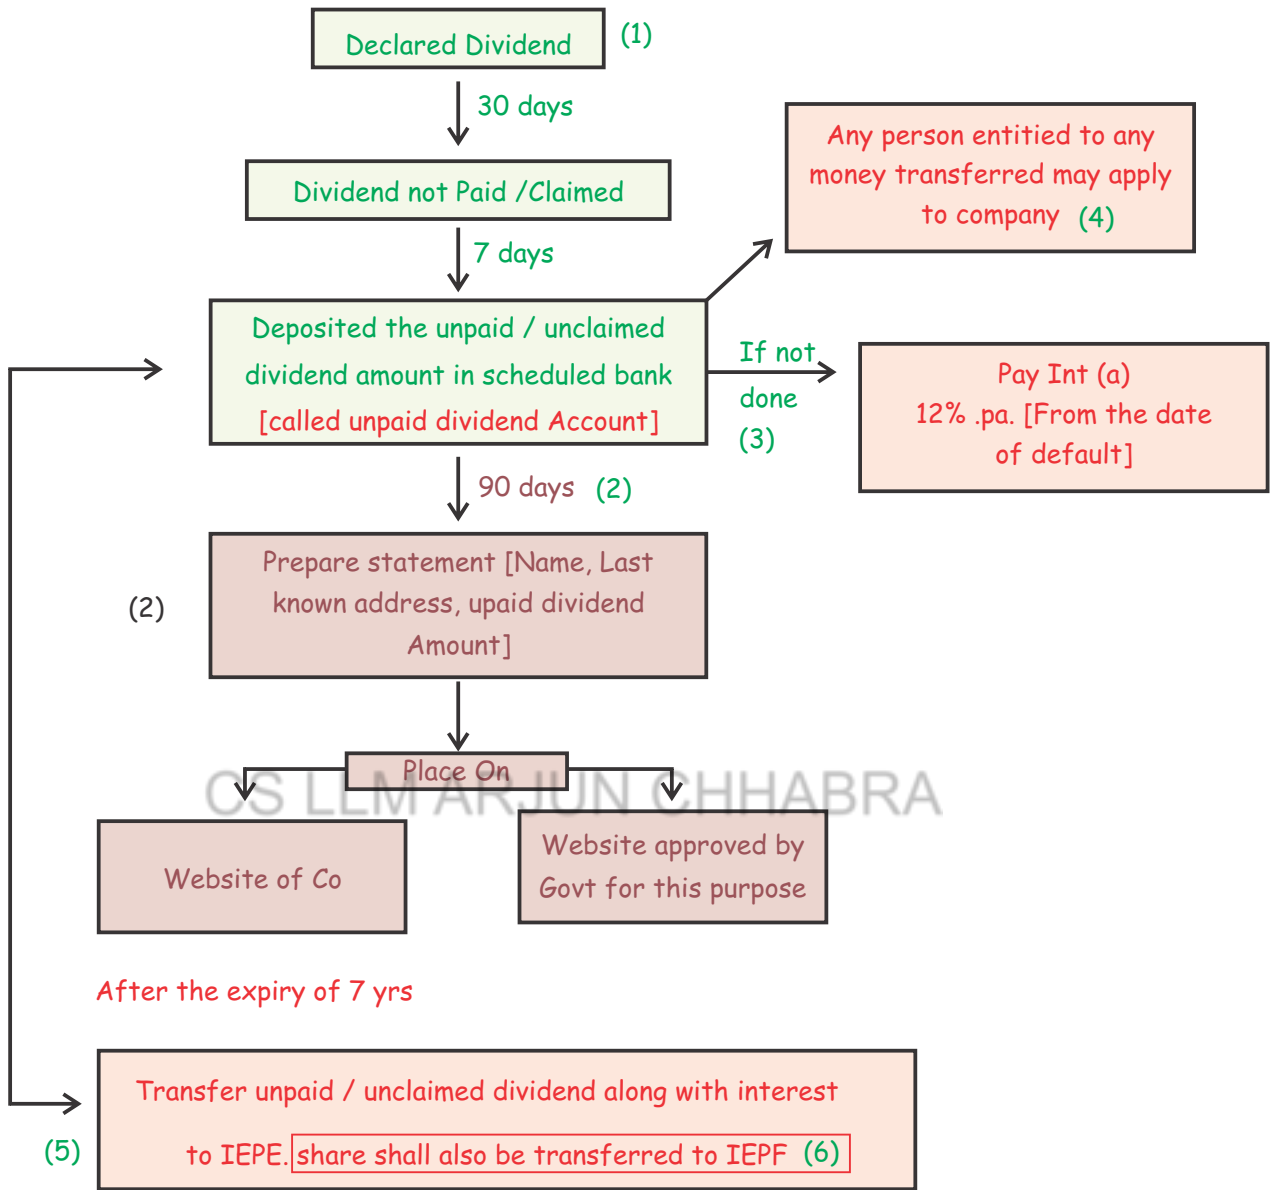 Declared Dividend (1)
30 days
Dividend not Paid /Claimed
7 days
Any person entitied to any
money transferred may apply
to company (4)
Deposited the unpaid / unclaimed
dividend amount in scheduled bank
[called unpaid dividend Account]
If not
done
(3)
Pay Int (a)
12% .pa. [From the date
of default]
90 days (2)
(2)
Prepare statement [Name, Last
known address, upaid dividend
Amount]
Place On
CS LLM ARJUN CHHABRA
Website of Co
Website approved by
Govt for this purpose
After the expiry of 7 yrs
(5)
Transfer unpaid / unclaimed dividend along with interest
to IEPE. share shall also be transferred to IEPF (6)